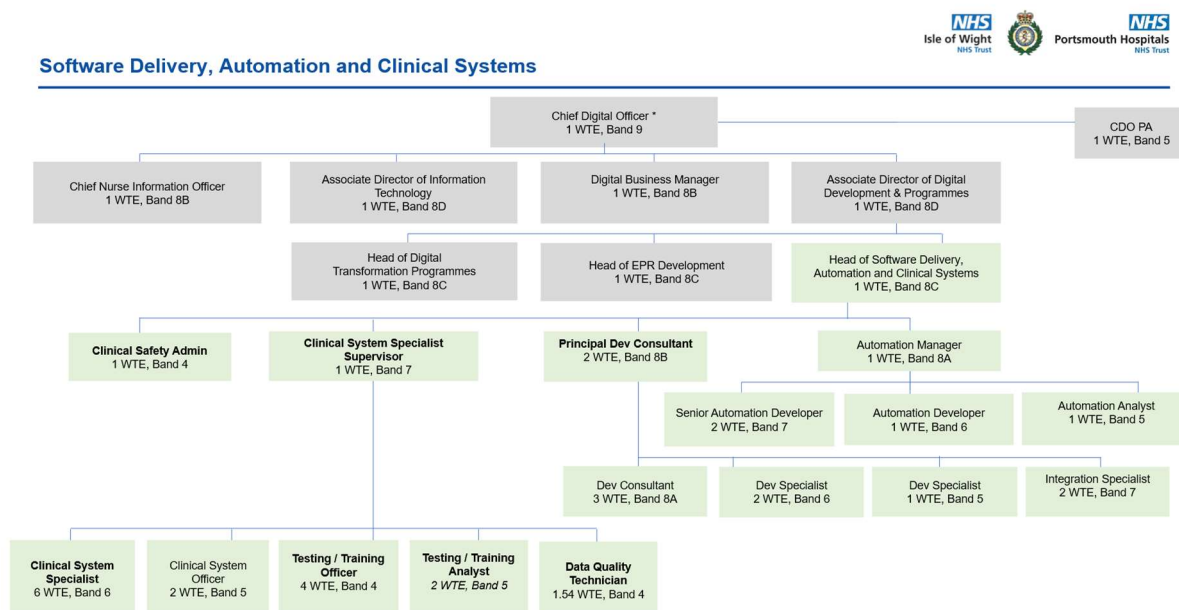 NHS
Isle of Wight
NHS Trust
NHS
Portsmouth Hospitals
NHS Trust
Software Delivery, Automation and Clinical Systems
Chief Digital Officer *
1 WTE, Band 9
CDO PA
1 WTE, Band 5
Chief Nurse Information Officer
1 WTE, Band 8B
Associate Director of Information
Technology
1 WTE, Band 8D
Digital Business Manager
1 WTE, Band 8B
Associate Director of Digital
Development & Programmes
1 WTE, Band 8D
Head of Digital
Transformation Programmes
1 WTE, Band 8C
Head of EPR Development
1 WTE, Band 8C
Head of Software Delivery,
Automation and Clinical Systems
1 WTE, Band 8C
Clinical Safety Admin
1 WTE, Band 4
Clinical System Specialist
Supervisor
1 WTE, Band 7
Principal Dev Consultant
2 WTE, Band 8B
Automation Manager
1 WTE, Band 8A
Senior Automation Developer
2 WTE, Band 7
Automation Developer
1 WTE, Band 6
Automation Analyst
1 WTE, Band 5
Dev Consultant
3 WTE, Band 8A
Dev Specialist
2 WTE, Band 6
Dev Specialist
1 WTE, Band 5
Integration Specialist
2 WTE, Band 7
Clinical System
Specialist
6 WTE, Band 6
Clinical System
Officer
2 WTE, Band 5
Testing / Training
Officer
4 WTE, Band 4
Testing / Training
Analyst
2 WTE, Band 5
Data Quality
Technician
1.54 WTE, Band 4